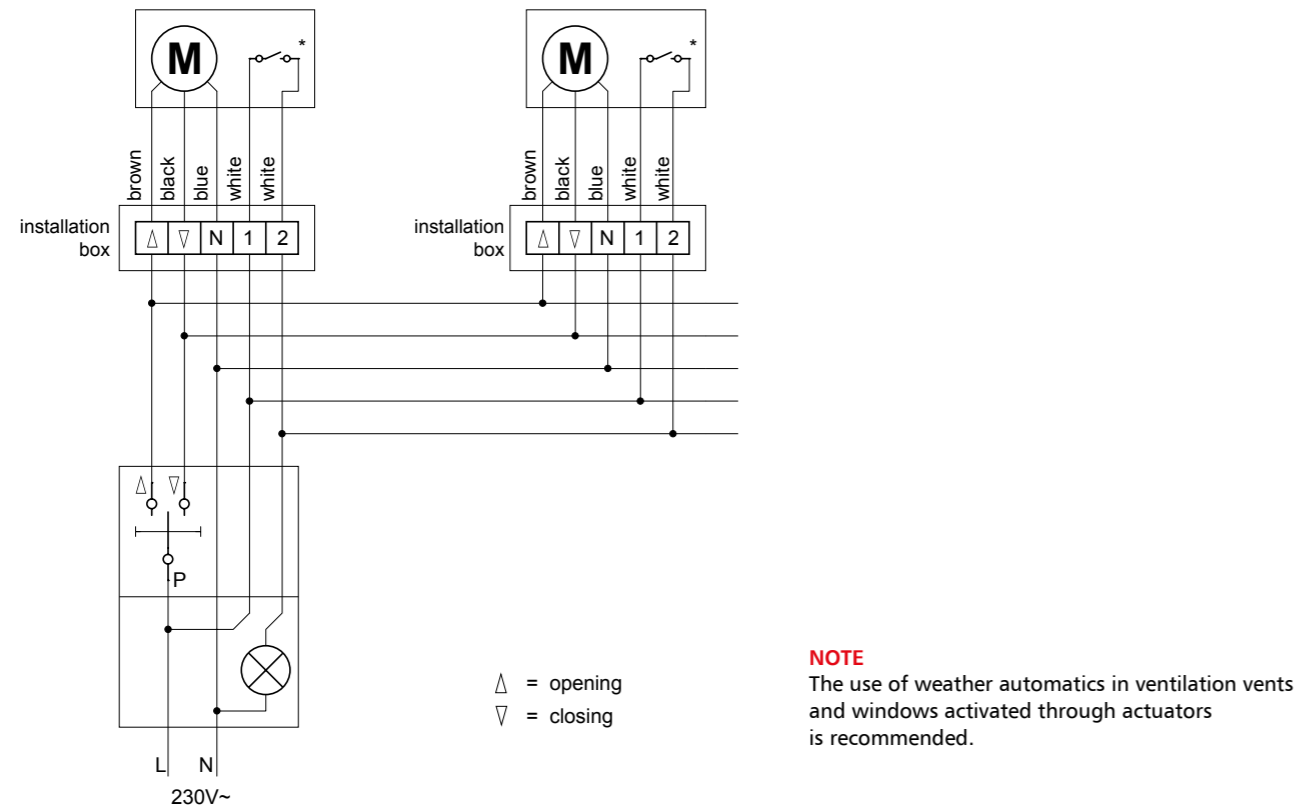 M * M *
brown black blue white white
brown black blue white white
installation
box
△ ▽ N 1 2
installation
box
△ ▽ N 1 2
△ ▽
P
△ = opening
▽ = closing
L N
230V~
NOTE
The use of weather automatics in ventilation vents
and windows activated through actuators
is recommended.